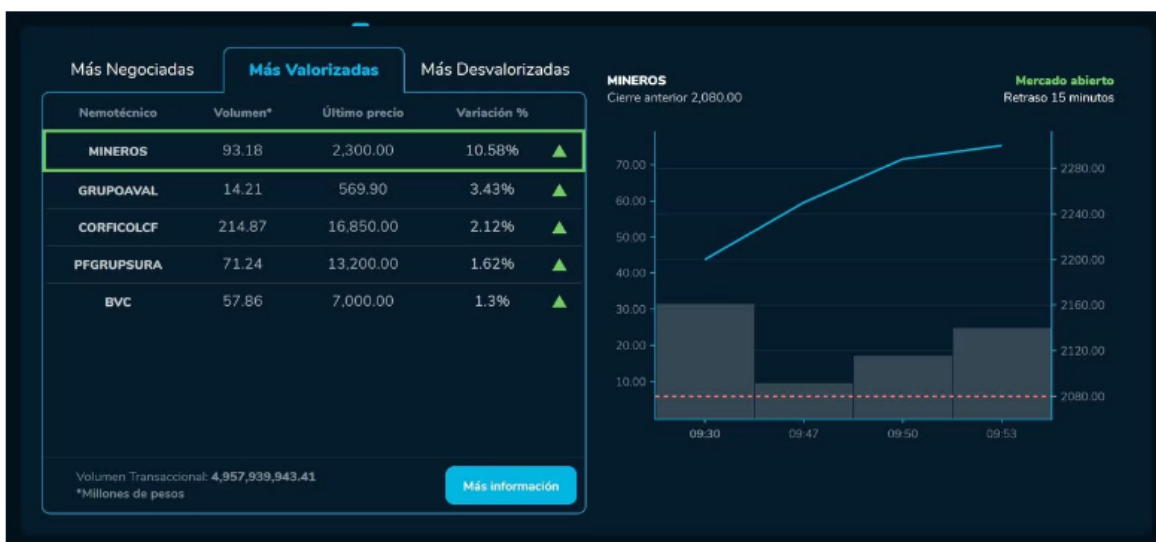 Más Negociadas Más Valorizadas Más Desvalorizadas
Nemotécnico Volumen* Último precio Variación %
MINEROS 93.18 2,300.00 10.58%
GRUPOAVAL 14.21 569.90 3.43%
CORFICOLCF 214.87 16,850.00 2.12%
PFGRUPSURA 71.24 13,200.00 1.62%
BVC 57.86 7,000.00 1.3%
Volumen Transaccional: 4,957,939,943.41
*Millones de pesos
Más información
MINEROS
Cierre anterior 2,080.00
Mercado abierto
Retraso 15 minutos
70.00
60.00
50.00
40.00
30.00
20.00
10.00
2280.00
2240.00
2200.00
2160.00
2120.00
2080.00
09:30 09:47 09:50 09:53